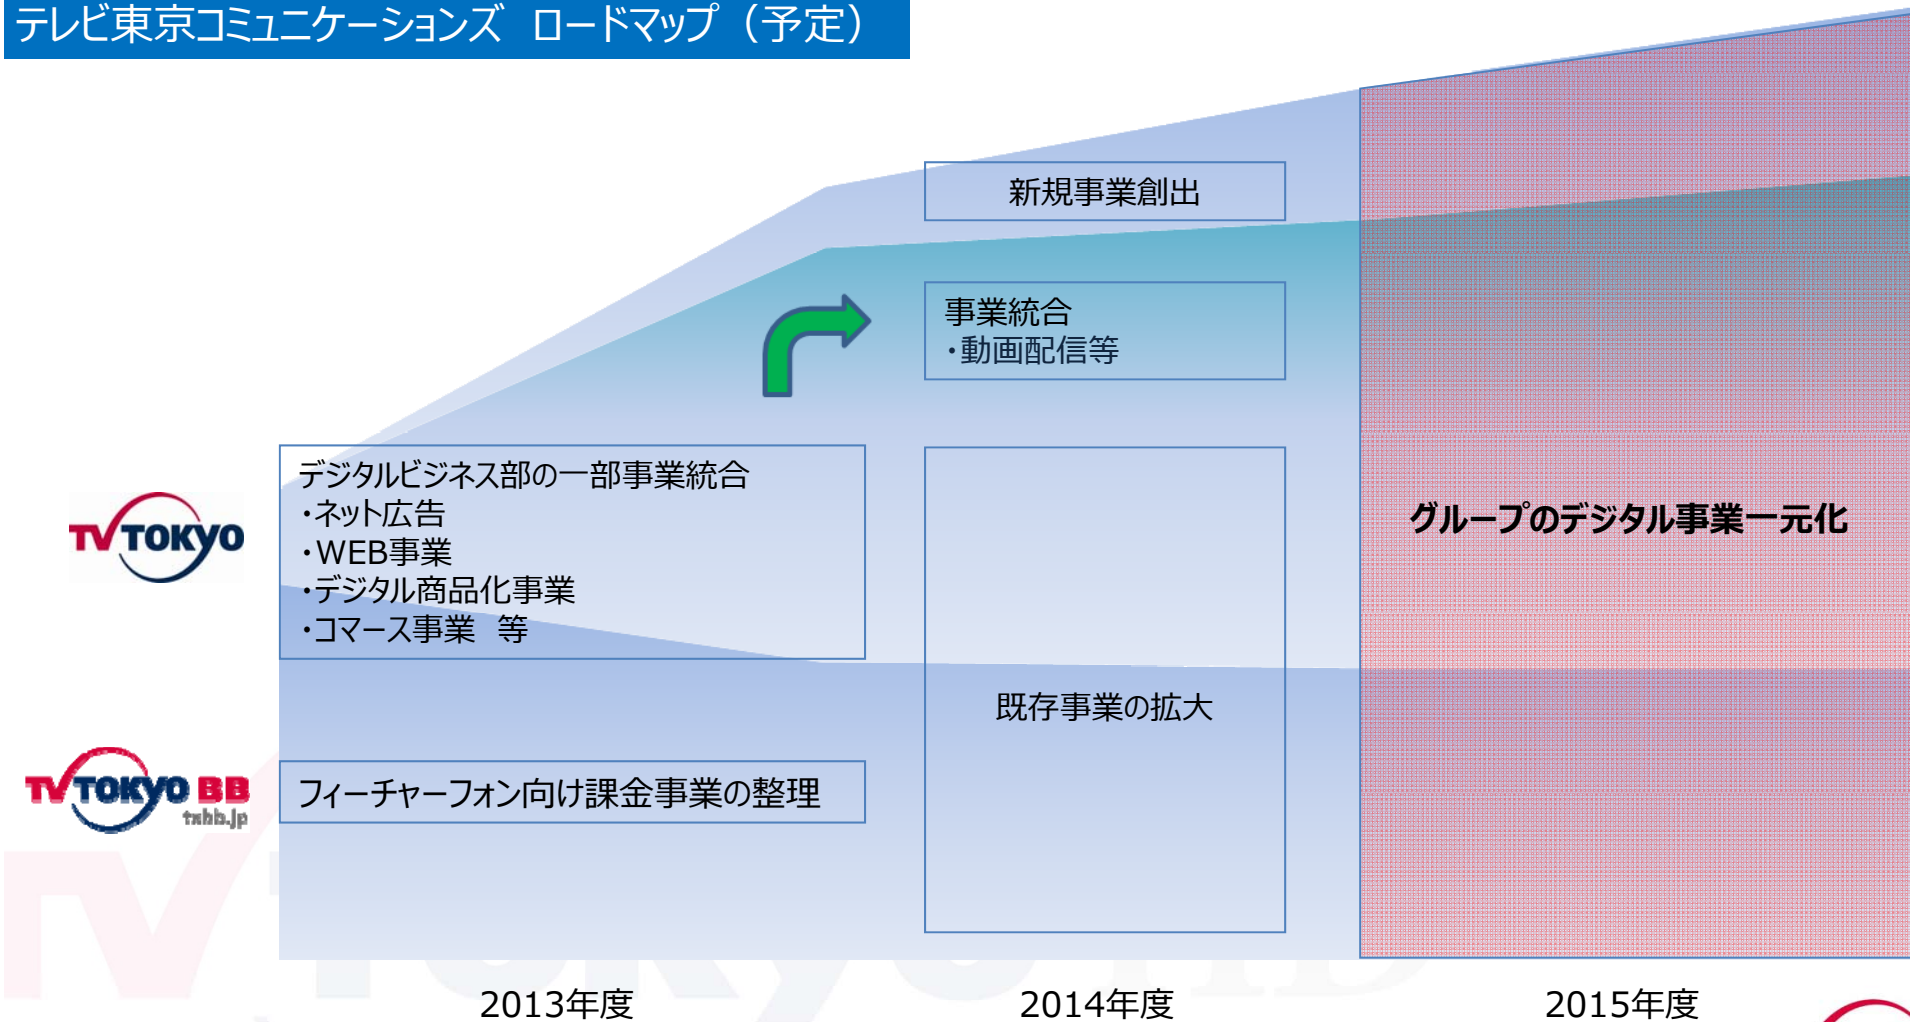 テレビ東京コミュニケーションズ　ロードマップ（予定）
新規事業創出
事業統合
・動画配信等
デジタルビジネス部の一部事業統合
・ネット広告
・WEB事業
・デジタル商品化事業
・コマース事業　等
TV TOKYO
グループのデジタル事業一元化
既存事業の拡大
TV TOKYO BB
txbb.jp
フィーチャーフォン向け課金事業の整理
TV TOKYO HD
2013年度
2014年度
2015年度